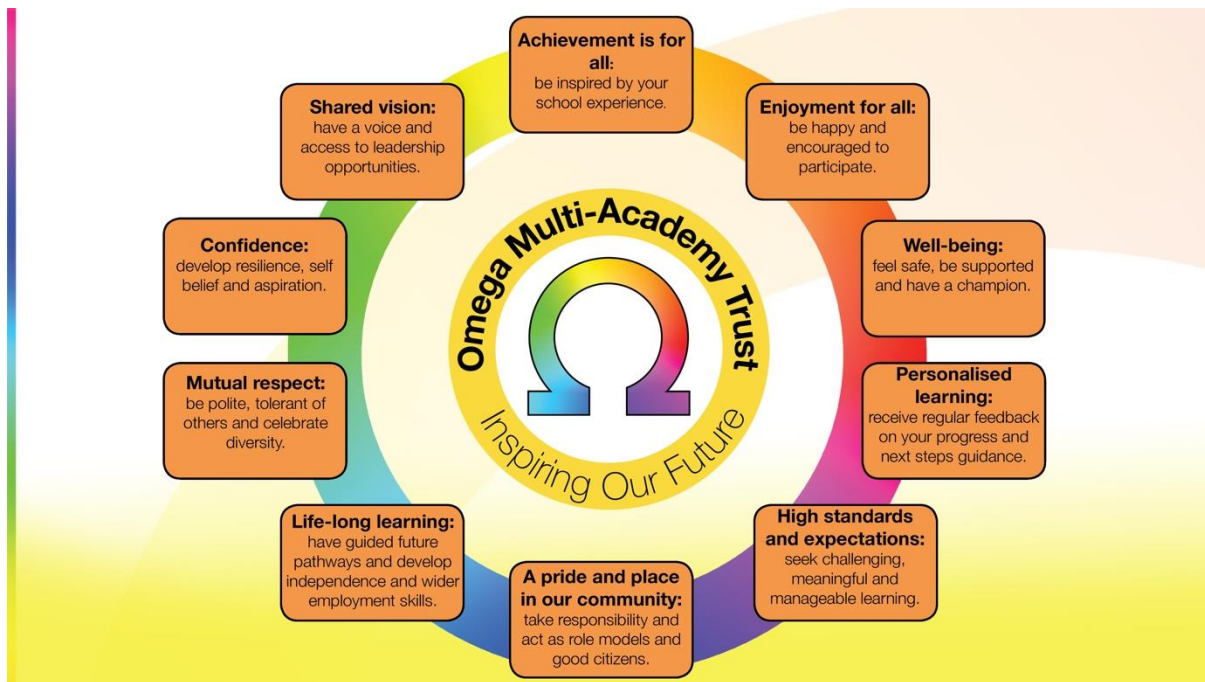 Achievement is for
all:
be inspired by your
school experience.
Enjoyment for all:
be happy and
encouraged to
participate.
Well-being:
feel safe, be supported
and have a champion.
Personalised
learning:
receive regular feedback
on your progress and
next steps guidance.
High standards
and expectations:
seek challenging,
meaningful and
manageable learning.
A pride and place
in our community:
take responsibility and
act as role models and
good citizens.
Life-long learning:
have guided future
pathways and develop
independence and wider
employment skills.
Mutual respect:
be polite, tolerant of
others and celebrate
diversity.
Confidence:
develop resilience, self
belief and aspiration.
Shared vision:
have a voice and
access to leadership
opportunities.
Omega Multi-Academy Trust
Ω
Inspiring Our Future